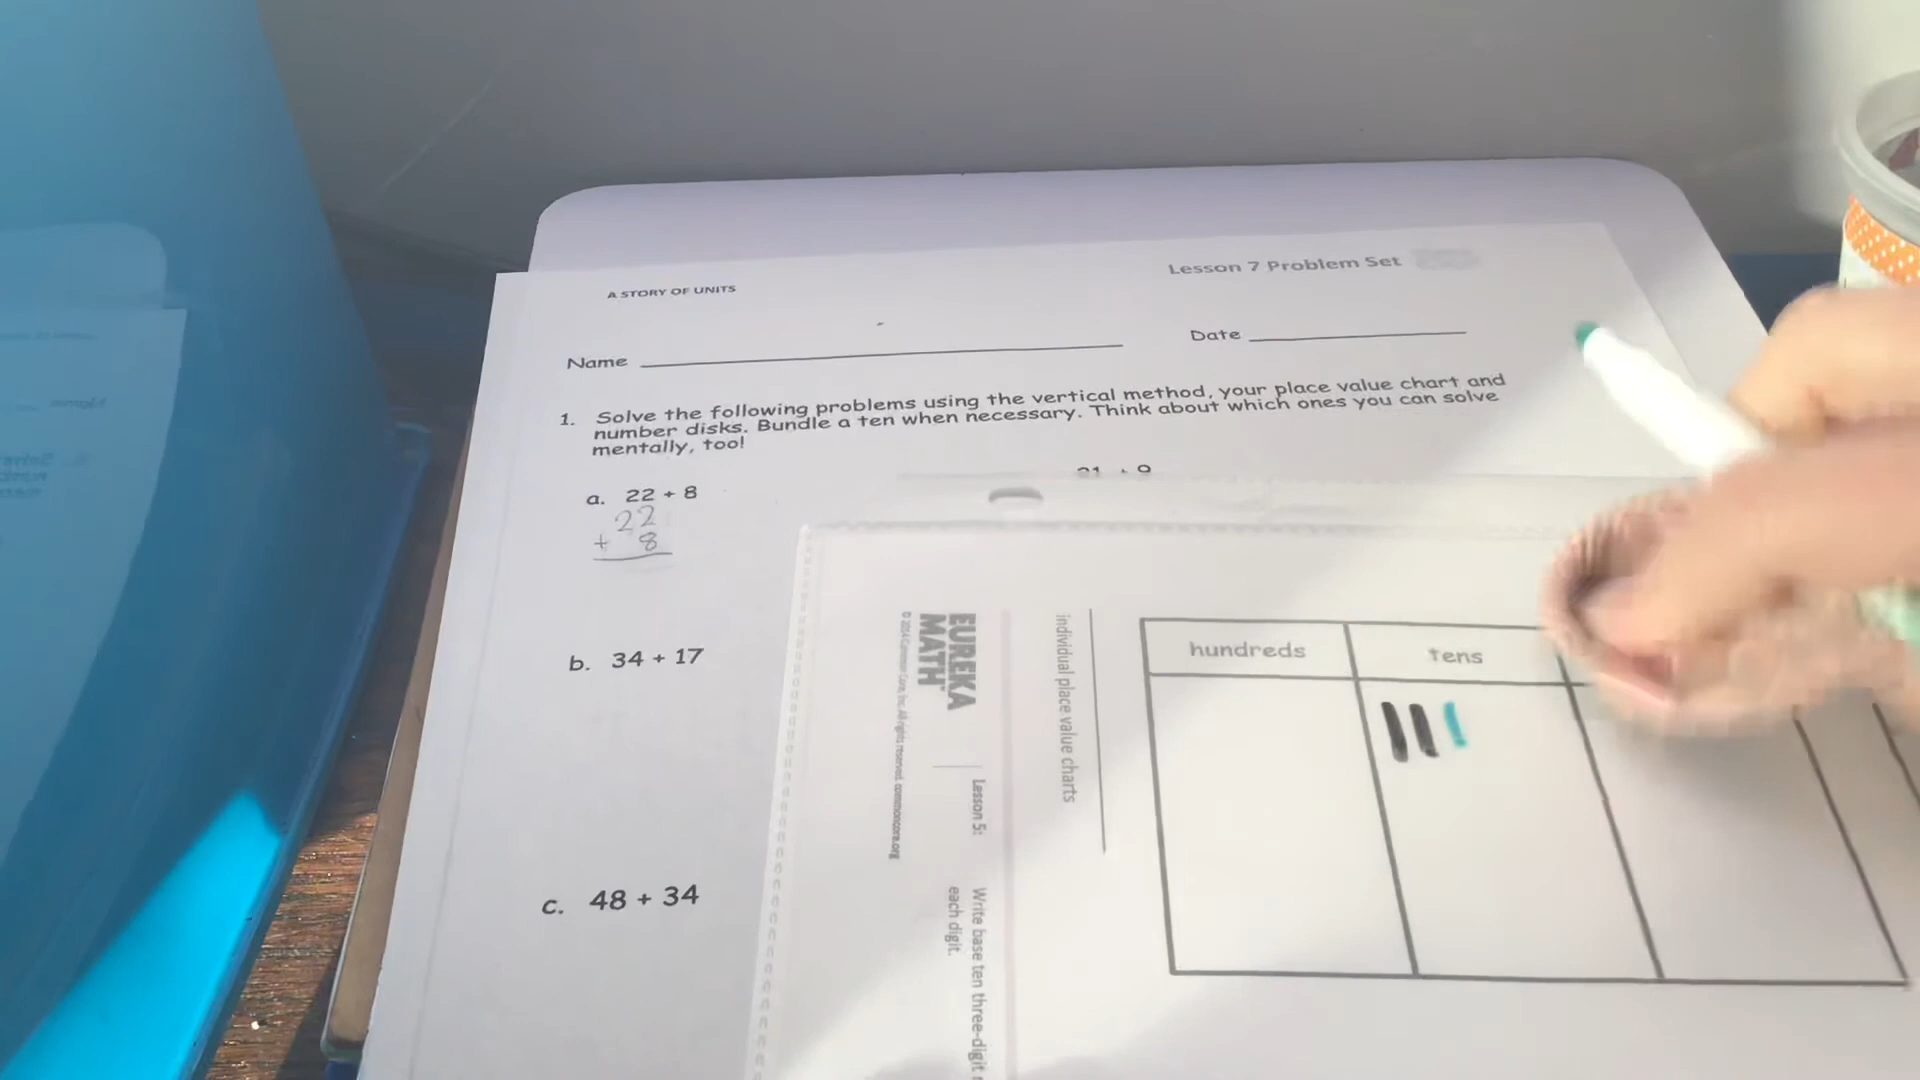 A STORY OF UNITS
Lesson 7 Problem Set
Name
Date
1. Solve the following problems using the vertical method, your place value chart and
number disks. Bundle a ten when necessary. Think about which ones you can solve
mentally, too!
a. 22 + 8
22
+ 8
b. 34 + 17
c. 48 + 34
hundreds
tens
individual place value charts
EUREKA
MATH
Lesson 5:
Write base ten three-digit
each digit.